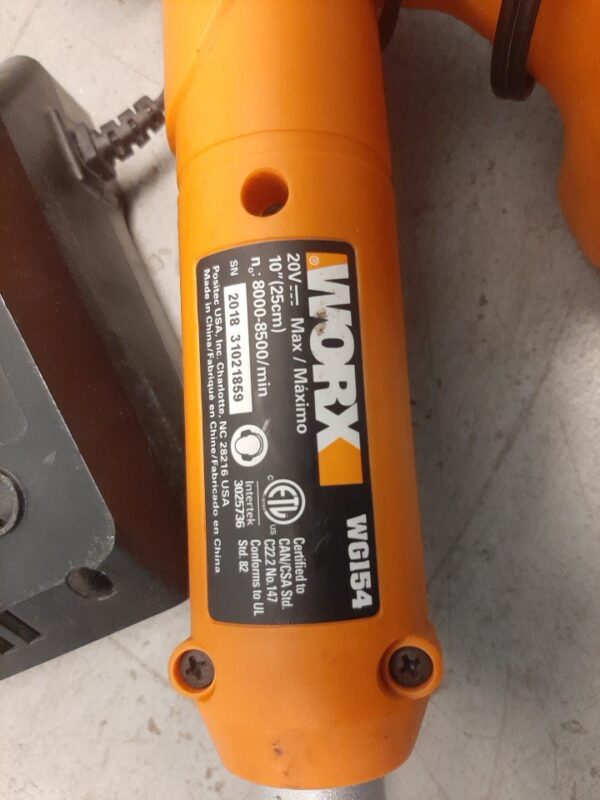 WORX
WG154
20V Max / Máximo
10"(25cm)
n₀: 8000-8500/min
SN 2018 31021859
Positec USA, Inc. Charlotte, NC 28216 USA
Made in China/Fabriqué en Chine/Fabricado en China
C ETL US
Intertek
3025736
Certified to
CAN/CSA Std.
C22.2 No.147
Conforms to UL
Std. 82